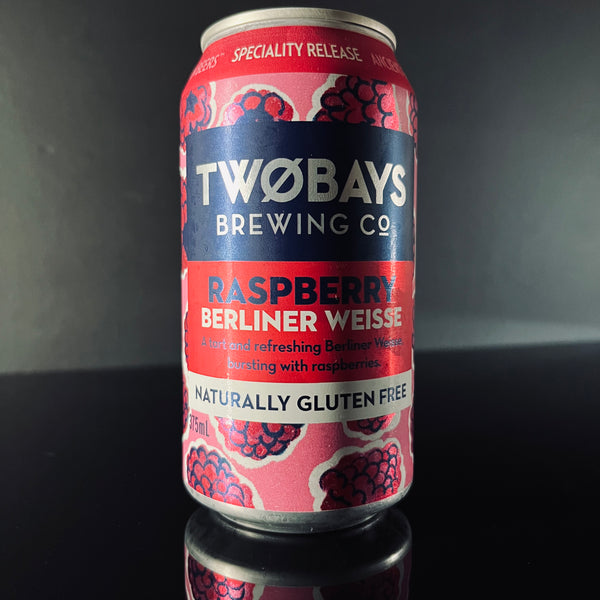 SPECIALITY RELEASE
TWØBAYS
BREWING CO
RASPBERRY
BERLINER WEISSE
a tart and refreshing Berliner Weisse,
bursting with raspberries.
NATURALLY GLUTEN FREE
375mL